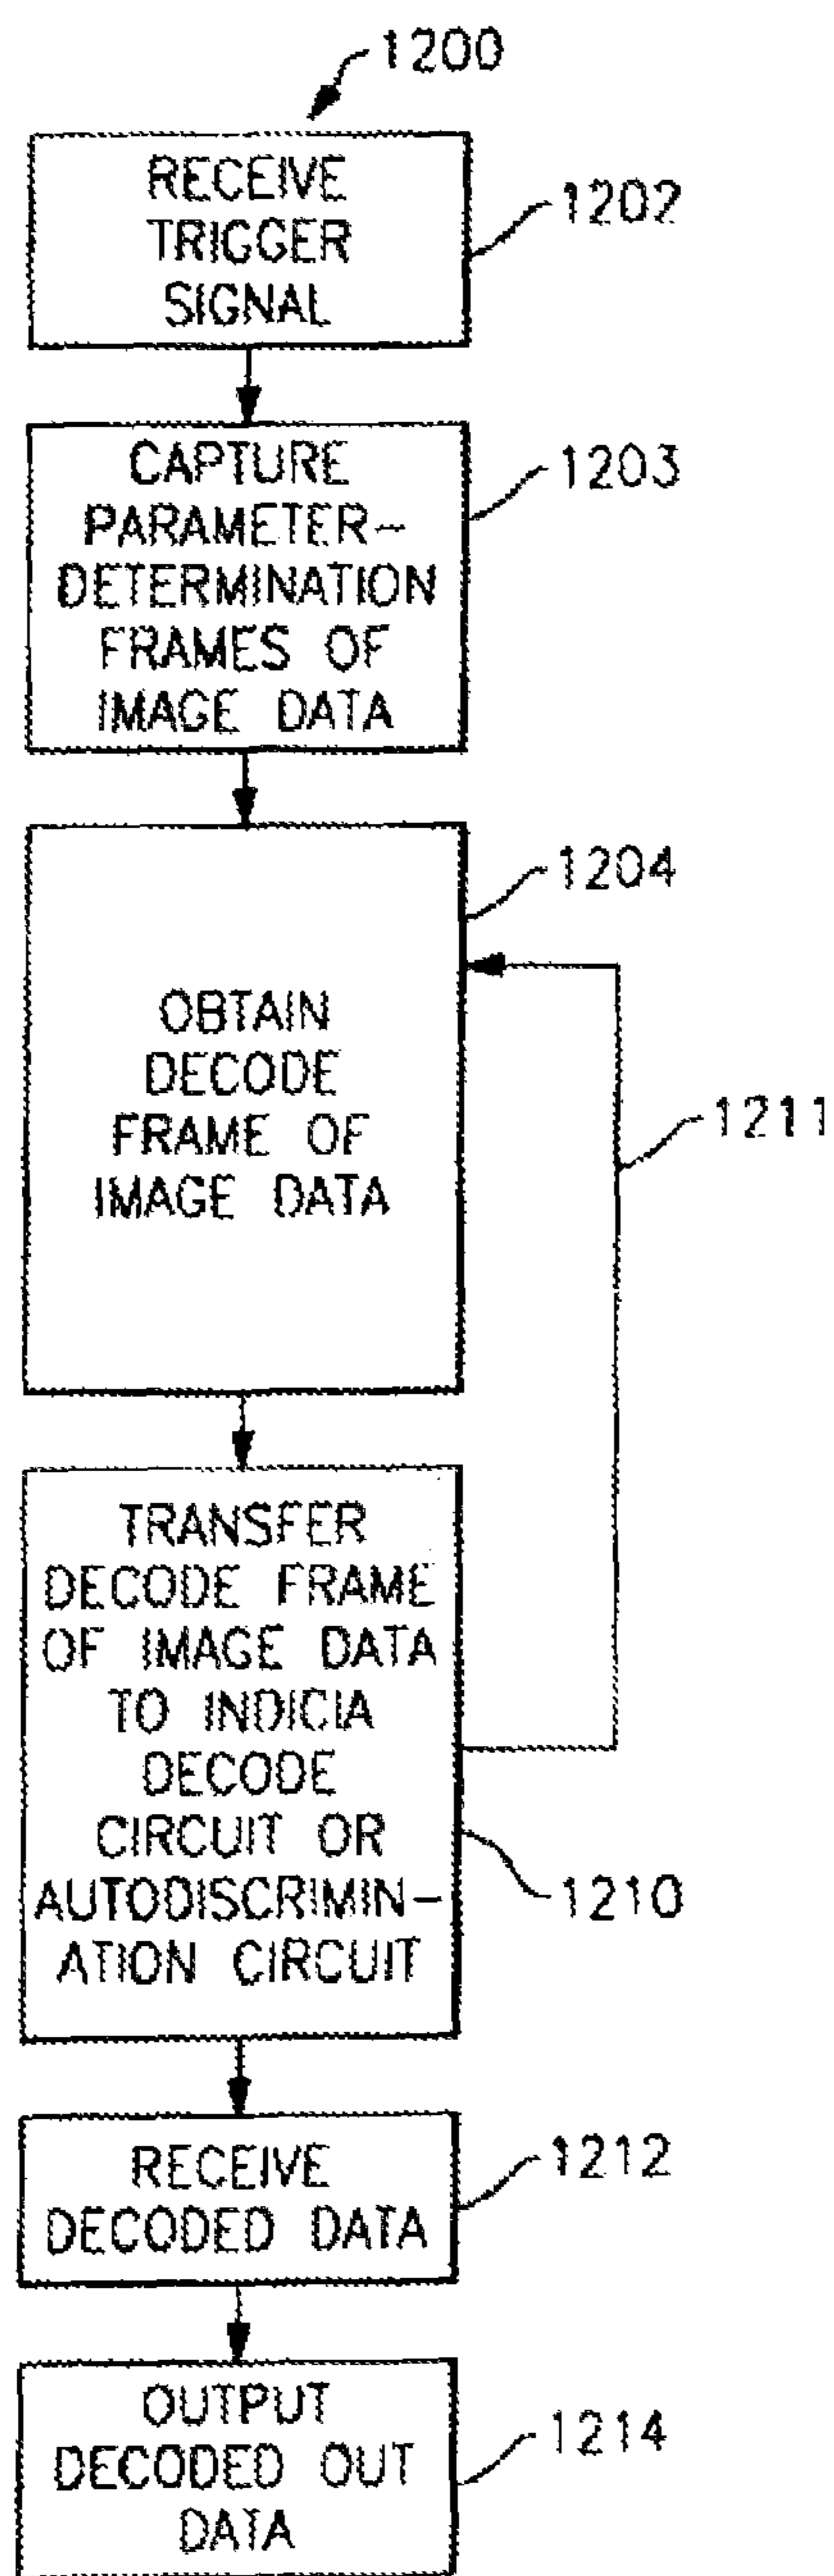 1200
RECEIVE
TRIGGER
SIGNAL
1202
CAPTURE
PARAMETER-
DETERMINATION
FRAMES OF
IMAGE DATA
1203
OBTAIN
DECODE
FRAME OF
IMAGE DATA
1204
1211
TRANSFER
DECODE FRAME
OF IMAGE DATA
TO INDICIA
DECODE
CIRCUIT OR
AUTODISCRIMIN-
ATION CIRCUIT
1210
RECEIVE
DECODED DATA
1212
OUTPUT
DECODED OUT
DATA
1214